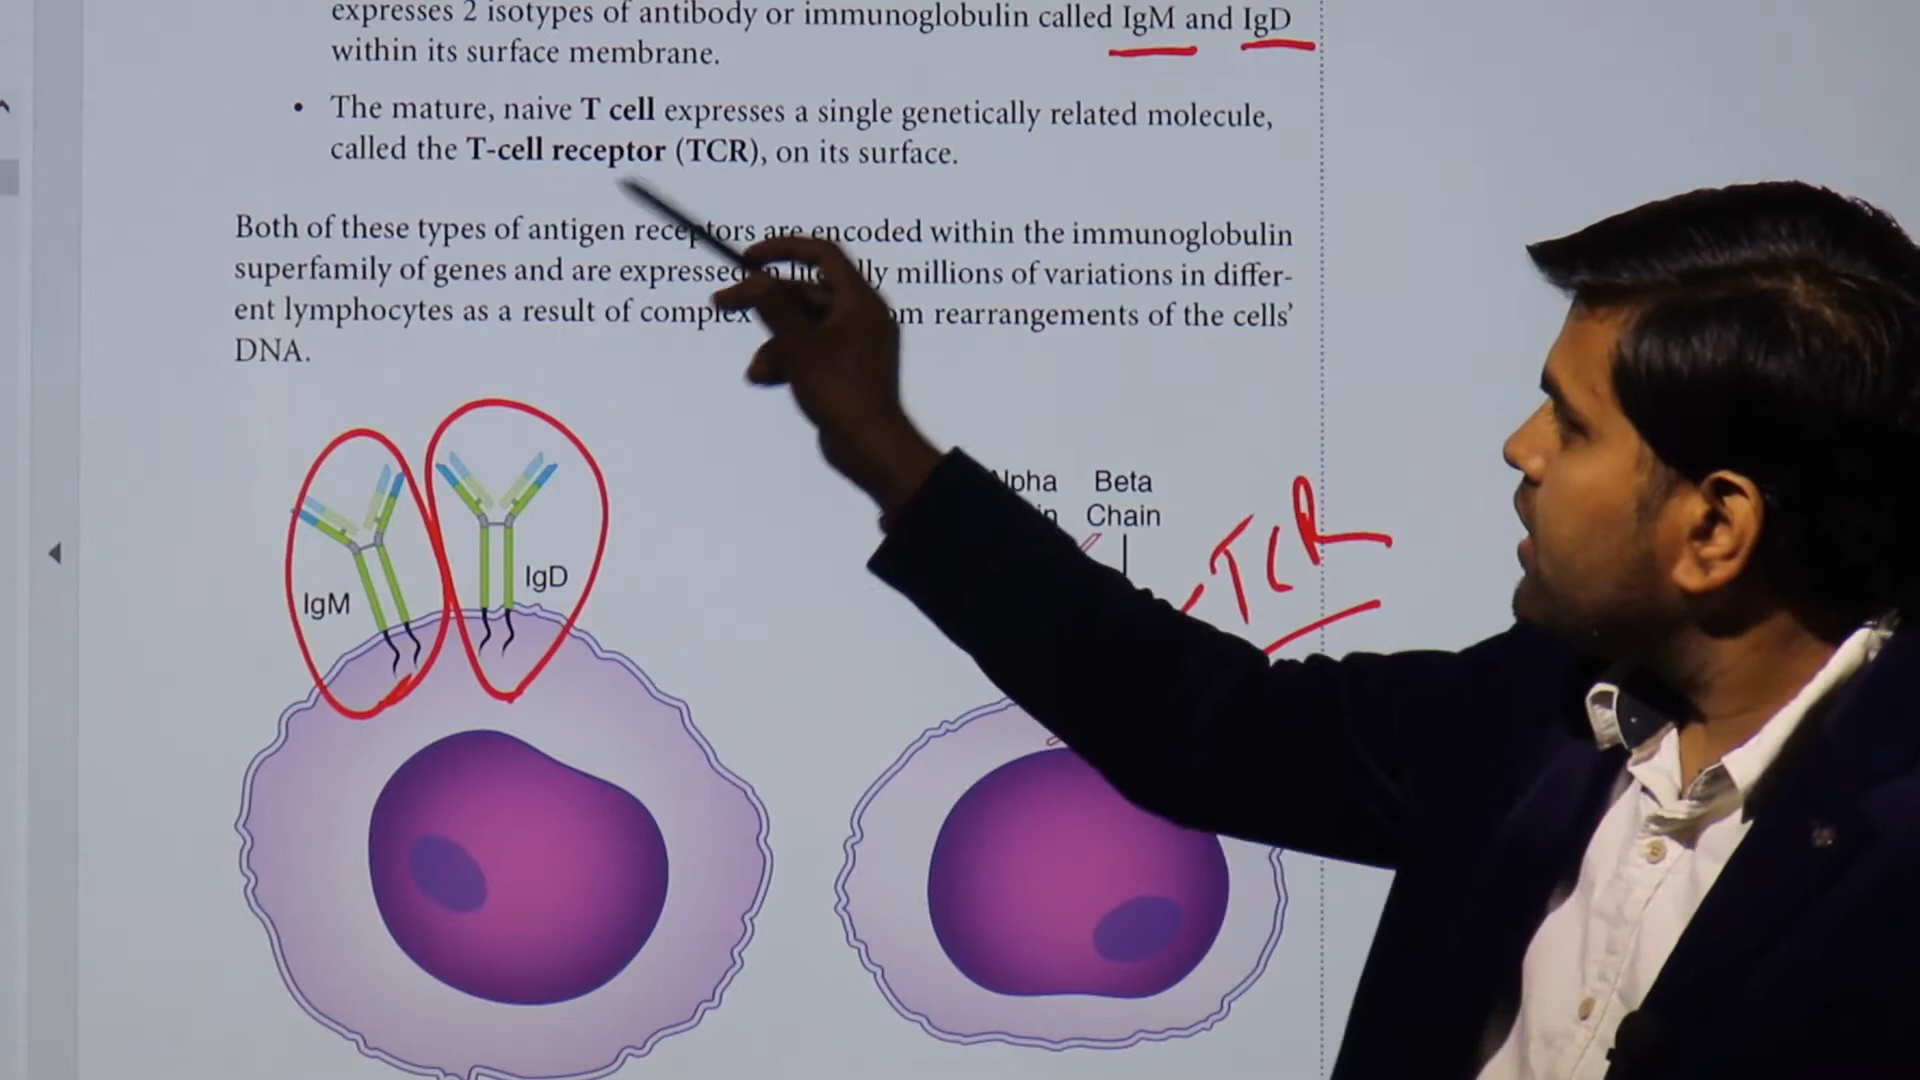 expresses 2 isotypes of antibody or immunoglobulin called IgM and IgD
within its surface membrane.
• The mature, naive T cell expresses a single genetically related molecule,
called the T-cell receptor (TCR), on its surface.
Both of these types of antigen receptors are encoded within the immunoglobulin
superfamily of genes and are expressed literally millions of variations in differ-
ent lymphocytes as a result of complex rearrangements of the cells'
DNA.
Alpha Beta
Chain
TCR
IgD
IgM